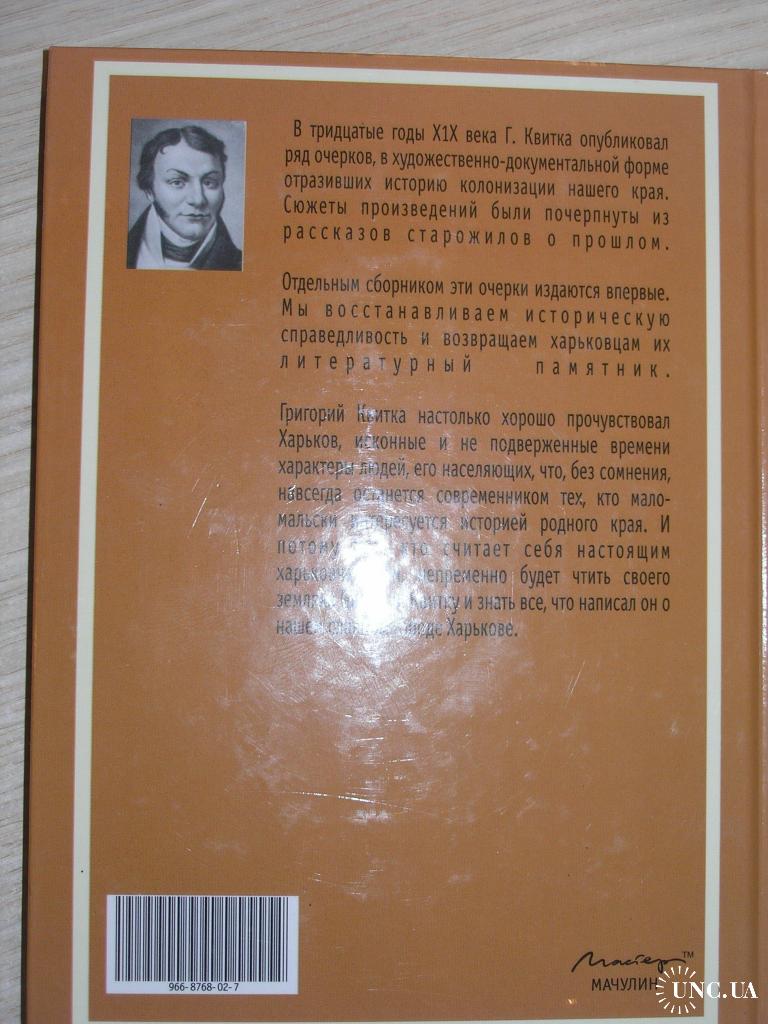 В тридцатые годы Х1Х века Г. Квитка опубликовал
ряд очерков, в художественно-документальной форме
отразивших историю колонизации нашего края.
Сюжеты произведений были почерпнуты из
рассказов старожилов о прошлом.
Отдельным сборником эти очерки издаются впервые.
Мы восстанавливаем историческую
справедливость и возвращаем харьковцам их
литературный памятник.
Григорий Квитка настолько хорошо прочувствовал
Харьков, исконные и не подверженные времени
характеры людей, его населяющих, что, без сомнения,
навсегда останется современником тех, кто мало-
мальски интересуется историей родного края. И
кто считает себя настоящим
непременно будет чтить своего
Квитку и знать все, что написал он о
Харькове.
966-8768-02-7
Мастер™
МАЧУЛИН
UNC.UA